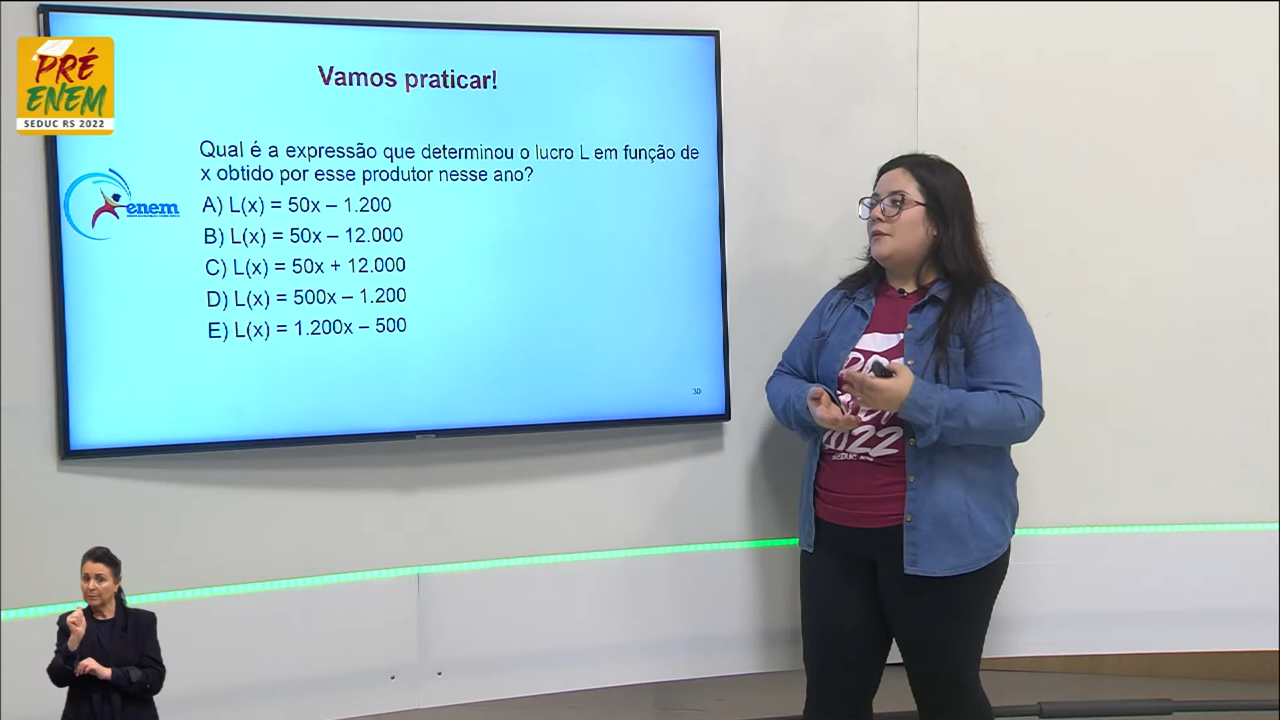 PRÉ
ENEM
SEDUC RS 2022
Vamos praticar!
Qual é a expressão que determinou o lucro L em função de
x obtido por esse produtor nesse ano?
enem
A) L(x) = 50x – 1.200
B) L(x) = 50x – 12.000
C) L(x) = 50x + 12.000
D) L(x) = 500x – 1.200
E) L(x) = 1.200x – 500
30
2022